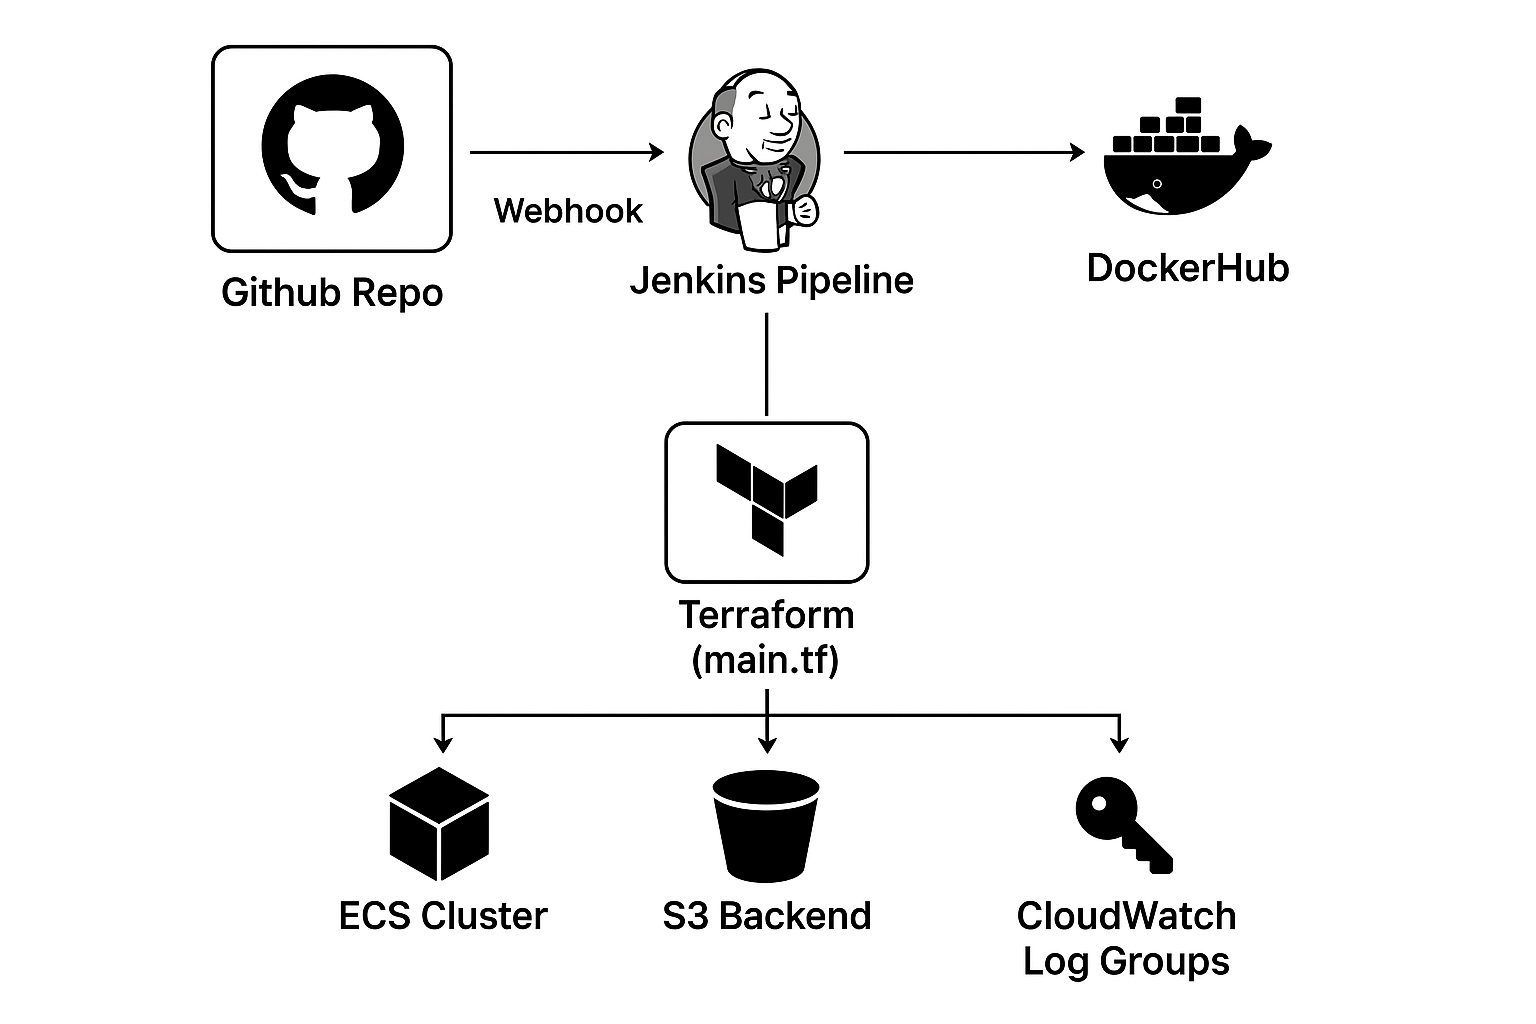 Webhook
Github Repo
Jenkins Pipeline
DockerHub
Terraform
(main.tf)
ECS Cluster
S3 Backend
CloudWatch
Log Groups